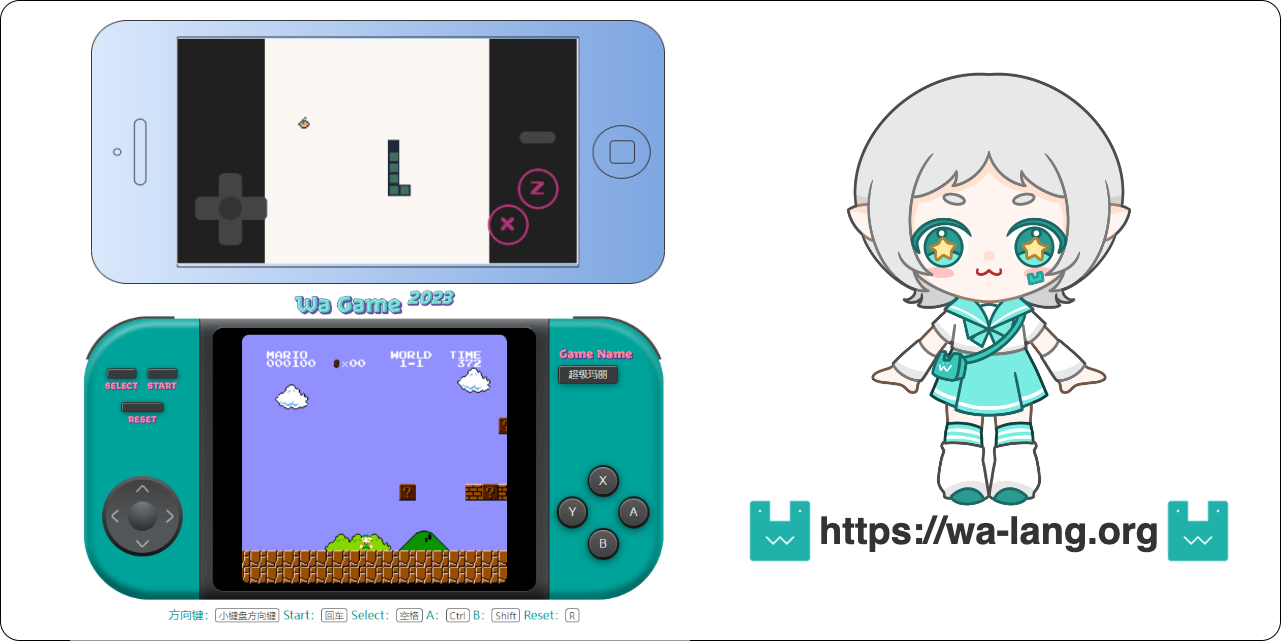 Z
X
Wa Game 2023
MARIO
WORLD
TIME
000100
×00
1-1
372
SELECT
START
RESET
Game Name
超级玛丽
?
?
?
X
Y
A
B
W
https://wa-lang.org
方向键： 小键盘方向键 Start： 回车 Select： 空格 A： Ctrl B： Shift Reset： R